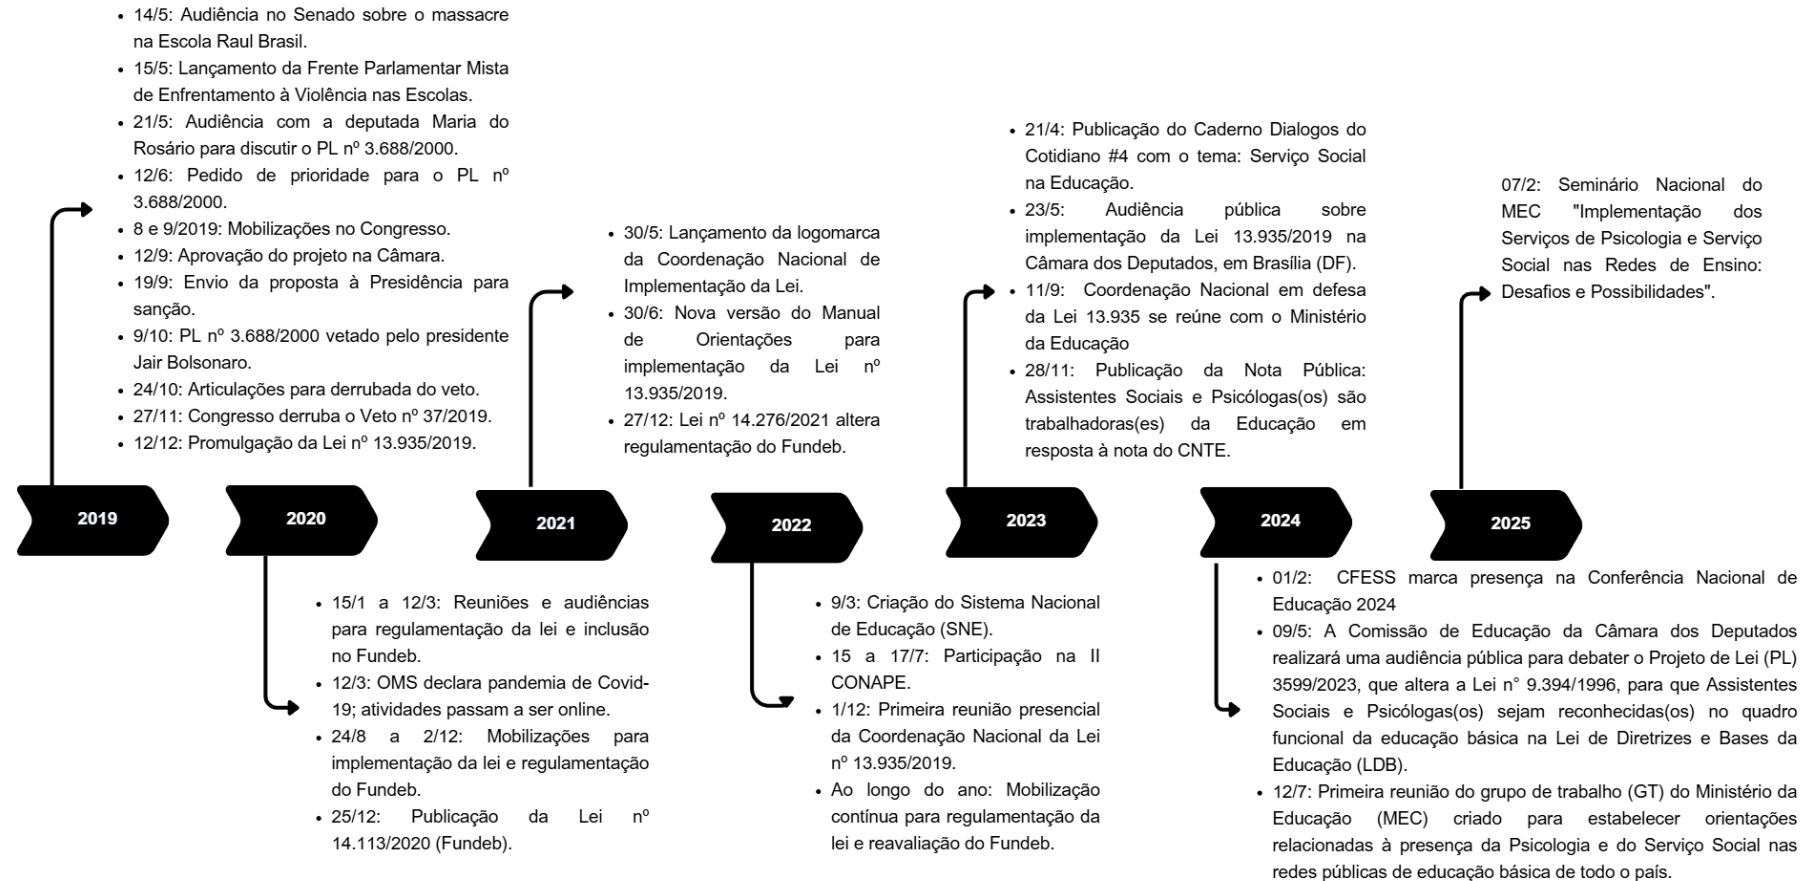 • 14/5: Audiência no Senado sobre o massacre
na Escola Raul Brasil.
• 15/5: Lançamento da Frente Parlamentar Mista
de Enfrentamento à Violência nas Escolas.
• 21/5: Audiência com a deputada Maria do
Rosário para discutir o PL nº 3.688/2000.
• 12/6: Pedido de prioridade para o PL nº
3.688/2000.
• 8 e 9/2019: Mobilizações no Congresso.
• 12/9: Aprovação do projeto na Câmara.
• 19/9: Envio da proposta à Presidência para
sanção.
• 9/10: PL nº 3.688/2000 vetado pelo presidente
Jair Bolsonaro.
• 24/10: Articulações para derrubada do veto.
• 27/11: Congresso derruba o Veto nº 37/2019.
• 12/12: Promulgação da Lei nº 13.935/2019.
2019
2020
• 15/1 a 12/3: Reuniões e audiências
para regulamentação da lei e inclusão
no Fundeb.
• 12/3: OMS declara pandemia de Covid-
19; atividades passam a ser online.
• 24/8 a 2/12: Mobilizações para
implementação da lei e regulamentação
do Fundeb.
• 25/12: Publicação da Lei nº
14.113/2020 (Fundeb).
• 30/5: Lançamento da logomarca
da Coordenação Nacional de
Implementação da Lei.
• 30/6: Nova versão do Manual
de Orientações para
implementação da Lei nº
13.935/2019.
• 27/12: Lei nº 14.276/2021 altera
regulamentação do Fundeb.
2021
2022
• 9/3: Criação do Sistema Nacional
de Educação (SNE).
• 15 a 17/7: Participação na II
CONAPE.
• 1/12: Primeira reunião presencial
da Coordenação Nacional da Lei
nº 13.935/2019.
• Ao longo do ano: Mobilização
contínua para regulamentação da
lei e reavaliação do Fundeb.
• 21/4: Publicação do Caderno Dialogos do
Cotidiano #4 com o tema: Serviço Social
na Educação.
• 23/5: Audiência pública sobre
implementação da Lei 13.935/2019 na
Câmara dos Deputados, em Brasília (DF).
• 11/9: Coordenação Nacional em defesa
da Lei 13.935 se reúne com o Ministério
da Educação
• 28/11: Publicação da Nota Pública:
Assistentes Sociais e Psicólogas(os) são
trabalhadoras(es) da Educação em
resposta à nota do CNTE.
2023
2024
• 01/2: CFESS marca presença na Conferência Nacional de
Educação 2024
• 09/5: A Comissão de Educação da Câmara dos Deputados
realizará uma audiência pública para debater o Projeto de Lei (PL)
3599/2023, que altera a Lei n° 9.394/1996, para que Assistentes
Sociais e Psicólogas(os) sejam reconhecidas(os) no quadro
funcional da educação básica na Lei de Diretrizes e Bases da
Educação (LDB).
• 12/7: Primeira reunião do grupo de trabalho (GT) do Ministério da
Educação (MEC) criado para estabelecer orientações
relacionadas à presença da Psicologia e do Serviço Social nas
redes públicas de educação básica de todo o país.
07/2: Seminário Nacional do
MEC "Implementação dos
Serviços de Psicologia e Serviço
Social nas Redes de Ensino:
Desafios e Possibilidades".
2025